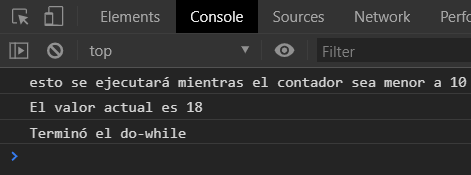 Elements Console Sources Network
top Filter
esto se ejecutará mientras el contador sea menor a 10
El valor actual es 18
Terminó el do-while